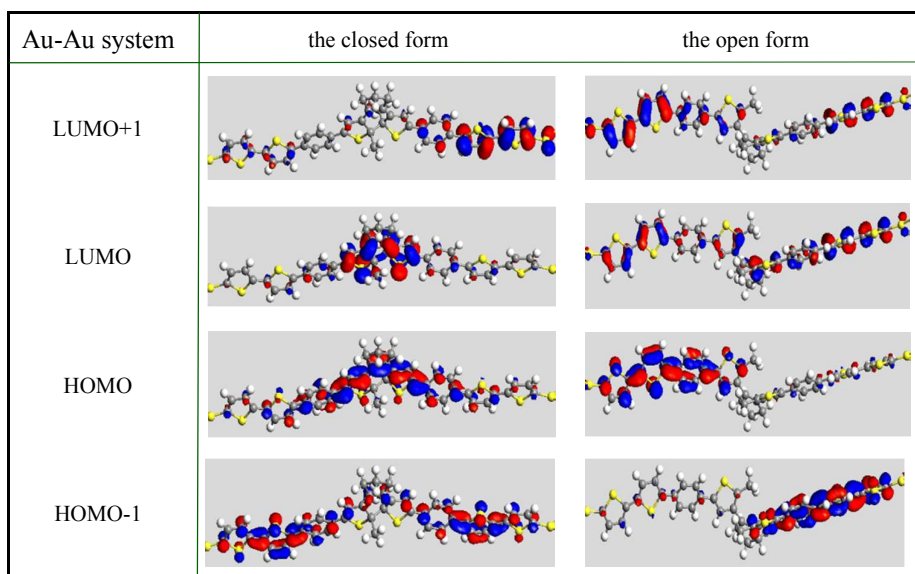 Au-Au system the closed form the open form
LUMO+1
LUMO
HOMO
HOMO-1